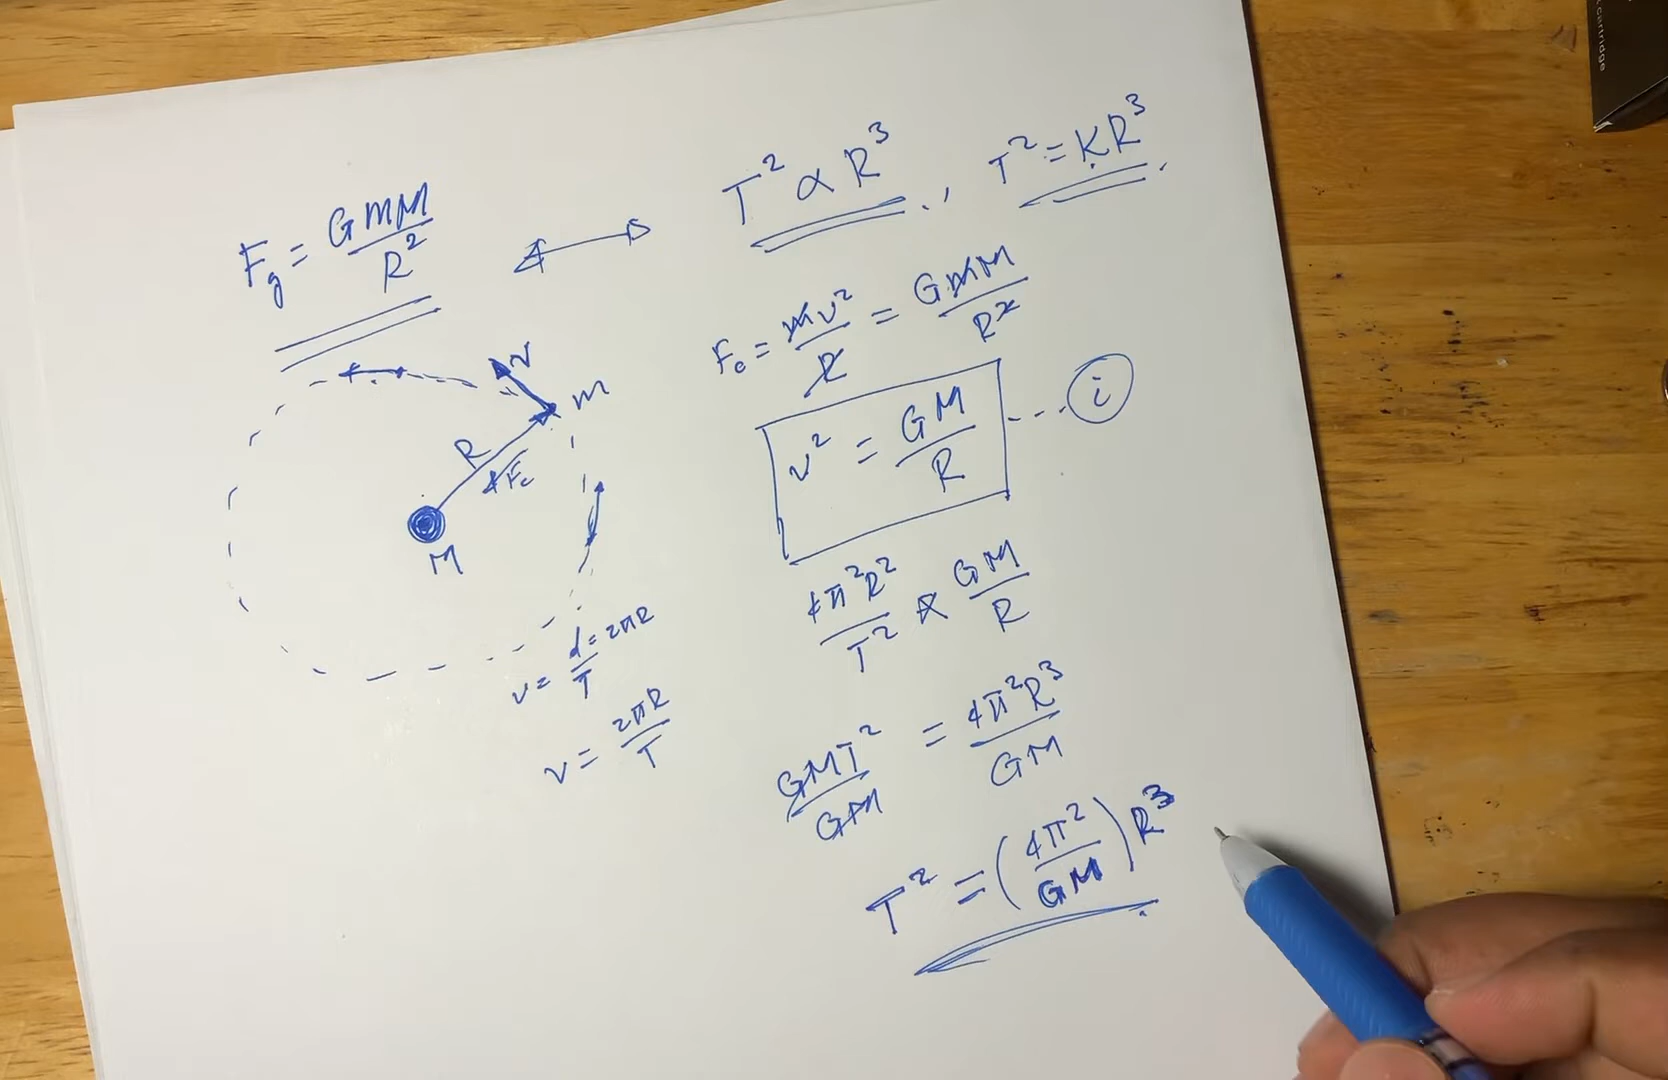 F_g = GmM/R²
T² ∝ R³, T² = KR³
F_c = mv²/R = GmM/R²
v² = GM/R ---- i
v
m
R
F_c
M
4π²R²/T² = GM/R
v = d/T = 2πR
v = 2πR/T
GMT²/GM = 4π²R³/GM
T² = (4π²/GM) R³
cartridge